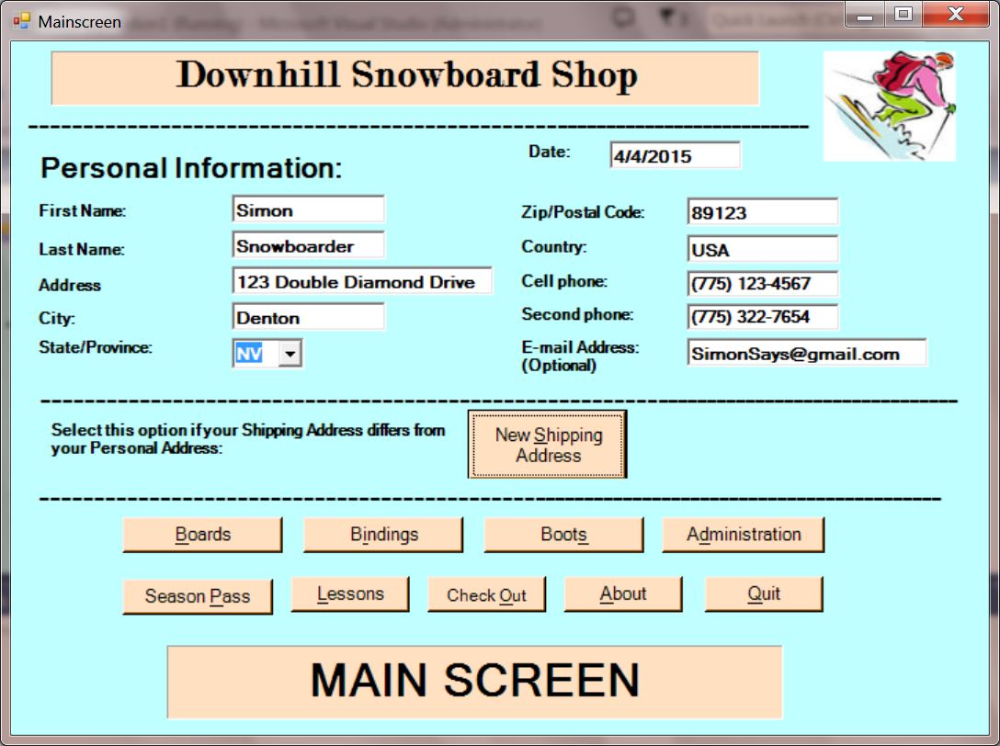 Mainscreen
Downhill Snowboard Shop
Personal Information:
Date: 4/4/2015
First Name: Simon
Last Name: Snowboarder
Address 123 Double Diamond Drive
City: Denton
State/Province: NV
Zip/Postal Code: 89123
Country: USA
Cell phone: (775) 123-4567
Second phone: (775) 322-7654
E-mail Address: SimonSays@gmail.com
(Optional)
Select this option if your Shipping Address differs from
your Personal Address:
New Shipping
Address
Boards Bindings Boots Administration
Season Pass Lessons Check Out About Quit
MAIN SCREEN